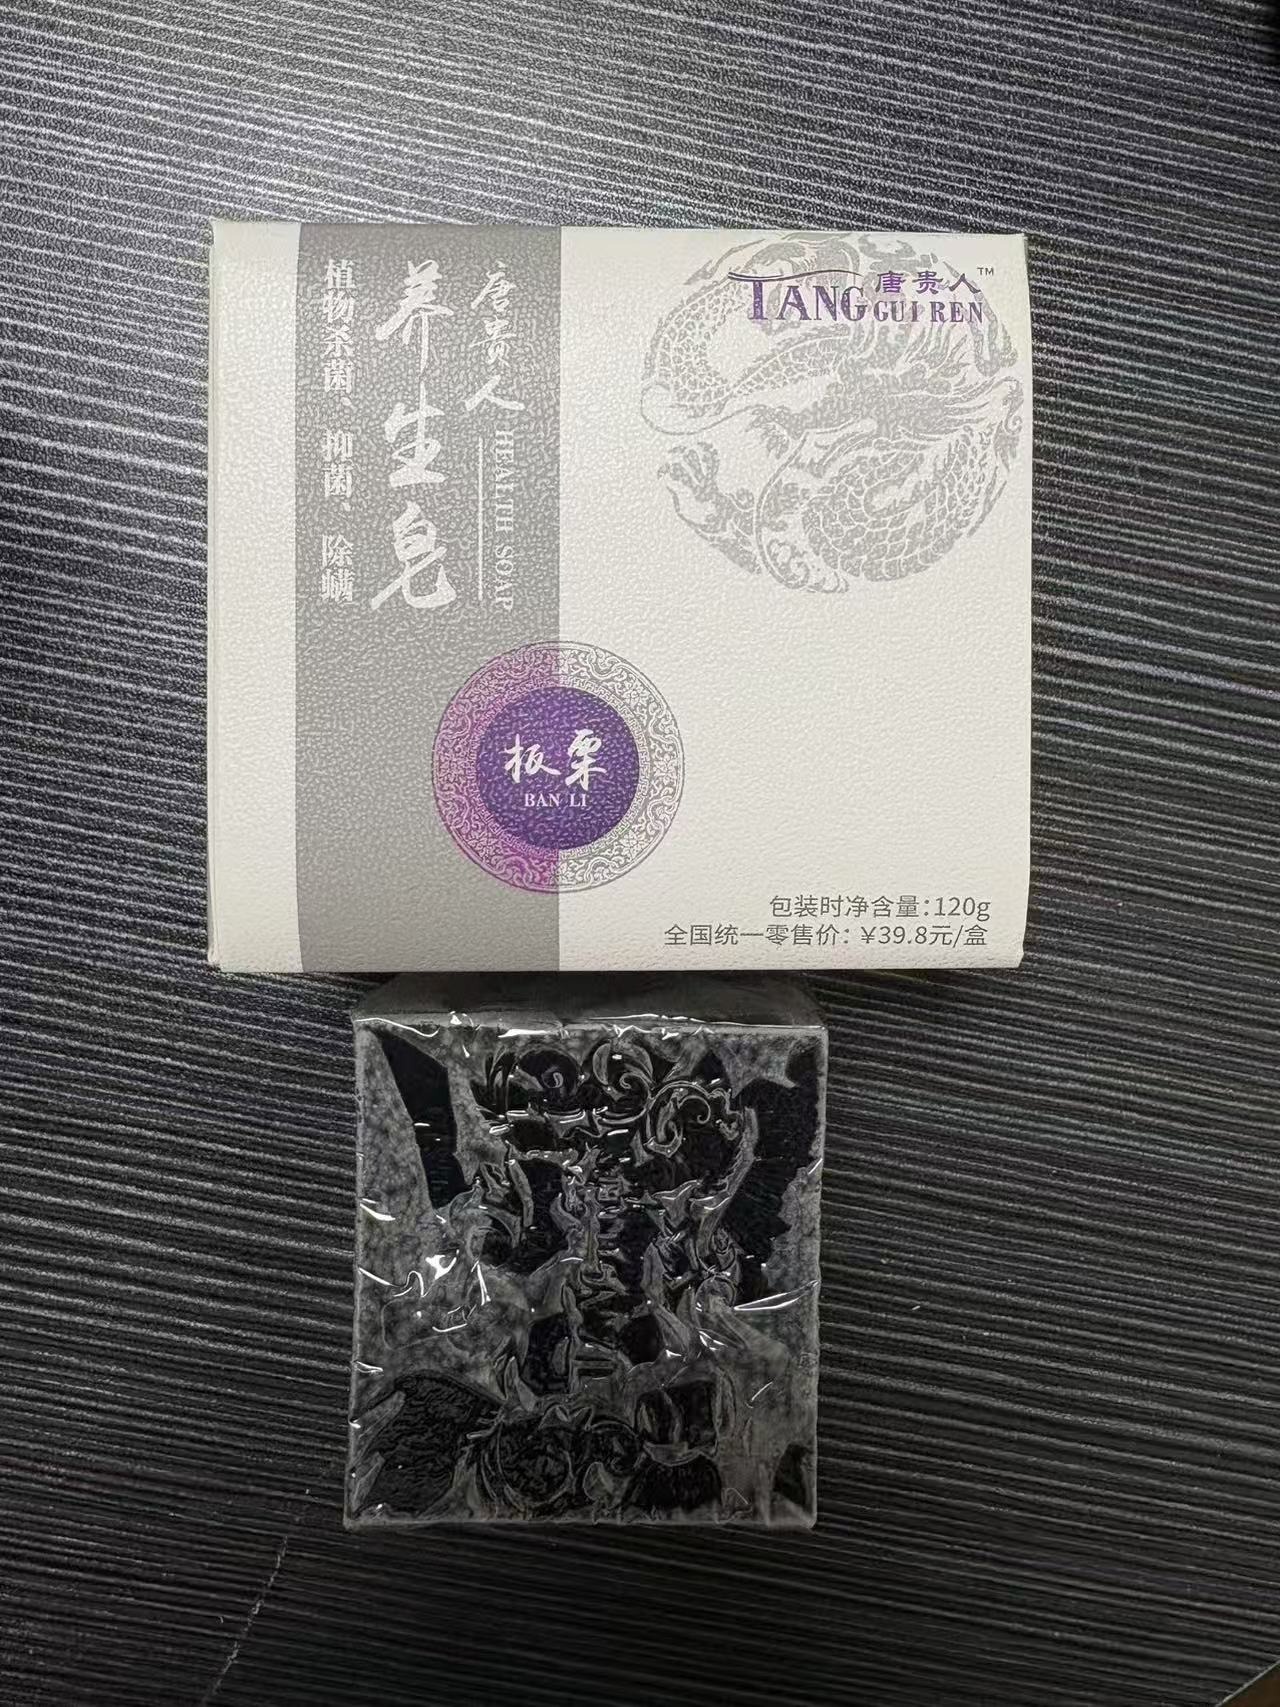 唐贵人™
TANG GUI REN
唐贵人 HEALTH SOAP
养生皂
植物杀菌、抑菌、除螨
板栗
BAN LI
包装时净含量:120g
全国统一零售价:¥39.8元/盒